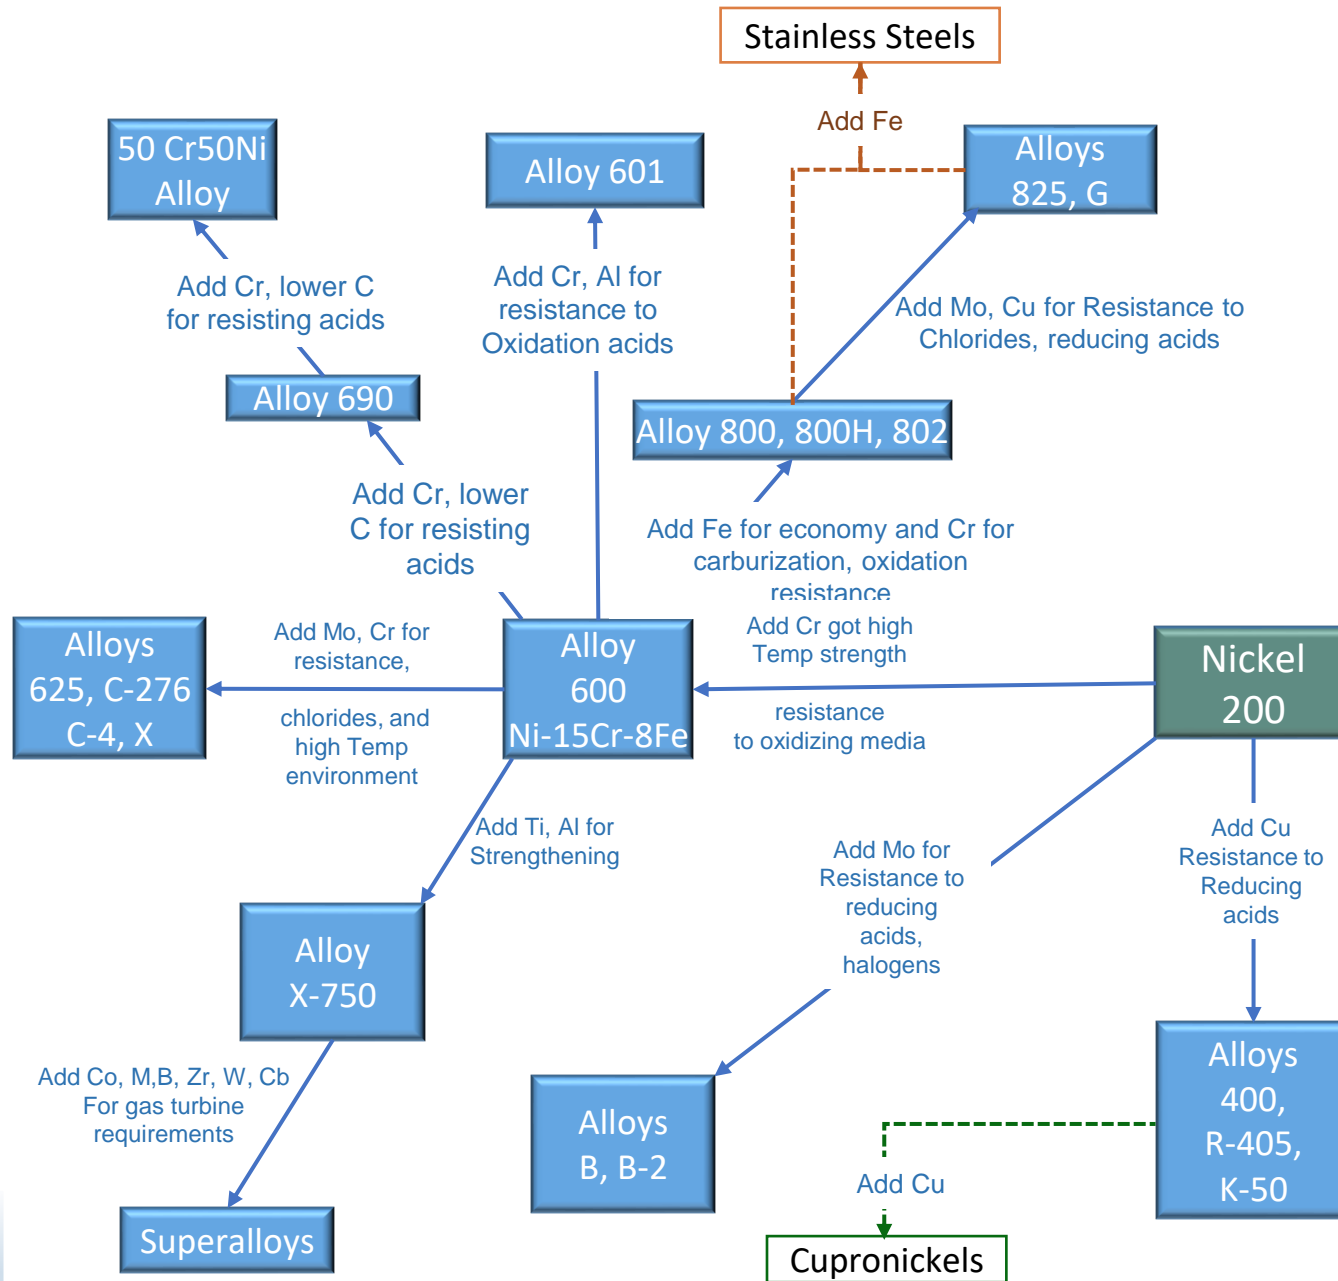 Stainless Steels
Add Fe
50 Cr50Ni
Alloy
Alloy 601
Alloys
825, G
Add Cr, lower C
for resisting acids
Add Cr, Al for
resistance to
Oxidation acids
Add Mo, Cu for Resistance to
Chlorides, reducing acids
Alloy 690
Alloy 800, 800H, 802
Add Cr, lower
C for resisting
acids
Add Fe for economy and Cr for
carburization, oxidation
resistance
Alloys
625, C-276
C-4, X
Add Mo, Cr for
resistance,
chlorides, and
high Temp
environment
Alloy
600
Ni-15Cr-8Fe
Add Cr got high
Temp strength
resistance
to oxidizing media
Nickel
200
Add Ti, Al for
Strengthening
Add Mo for
Resistance to
reducing
acids,
halogens
Add Cu
Resistance to
Reducing
acids
Alloy
X-750
Add Co, M,B, Zr, W, Cb
For gas turbine
requirements
Alloys
B, B-2
Alloys
400,
R-405,
K-50
Add Cu
Superalloys
Cupronickels